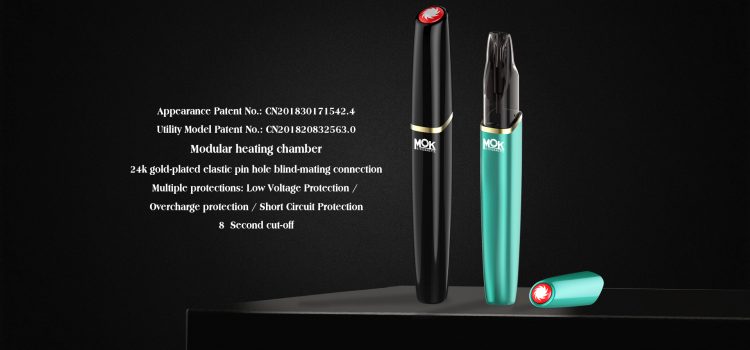 Appearance Patent No.: CN201830171542.4
Utility Model Patent No.: CN201820832563.0
Modular heating chamber
24k gold-plated elastic pin hole blind-mating connection
Multiple protections: Low Voltage Protection /
Overcharge protection / Short Circuit Protection
8 Second cut-off
MOK
MOK